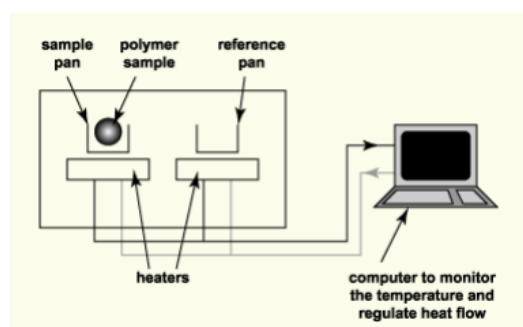 sample
pan
polymer
sample
reference
pan
heaters
computer to monitor
the temperature and
regulate heat flow